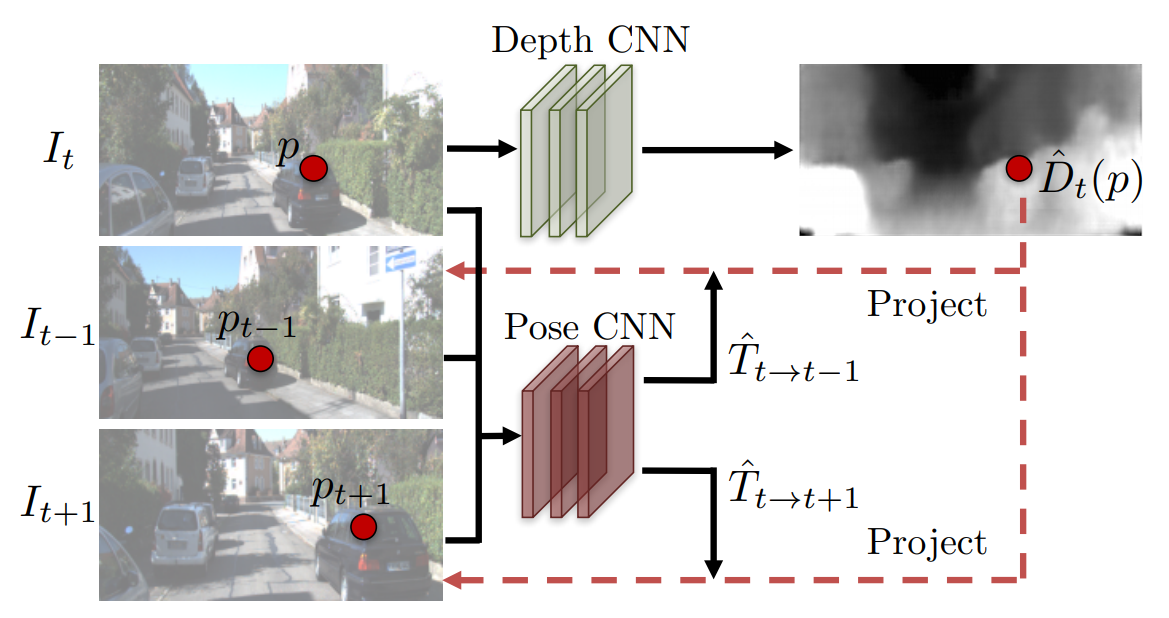 Depth CNN
I_t
p
D̂_t(p)
Project
I_{t-1}
p_{t-1}
Pose CNN
T̂_{t→t-1}
I_{t+1}
p_{t+1}
T̂_{t→t+1}
Project